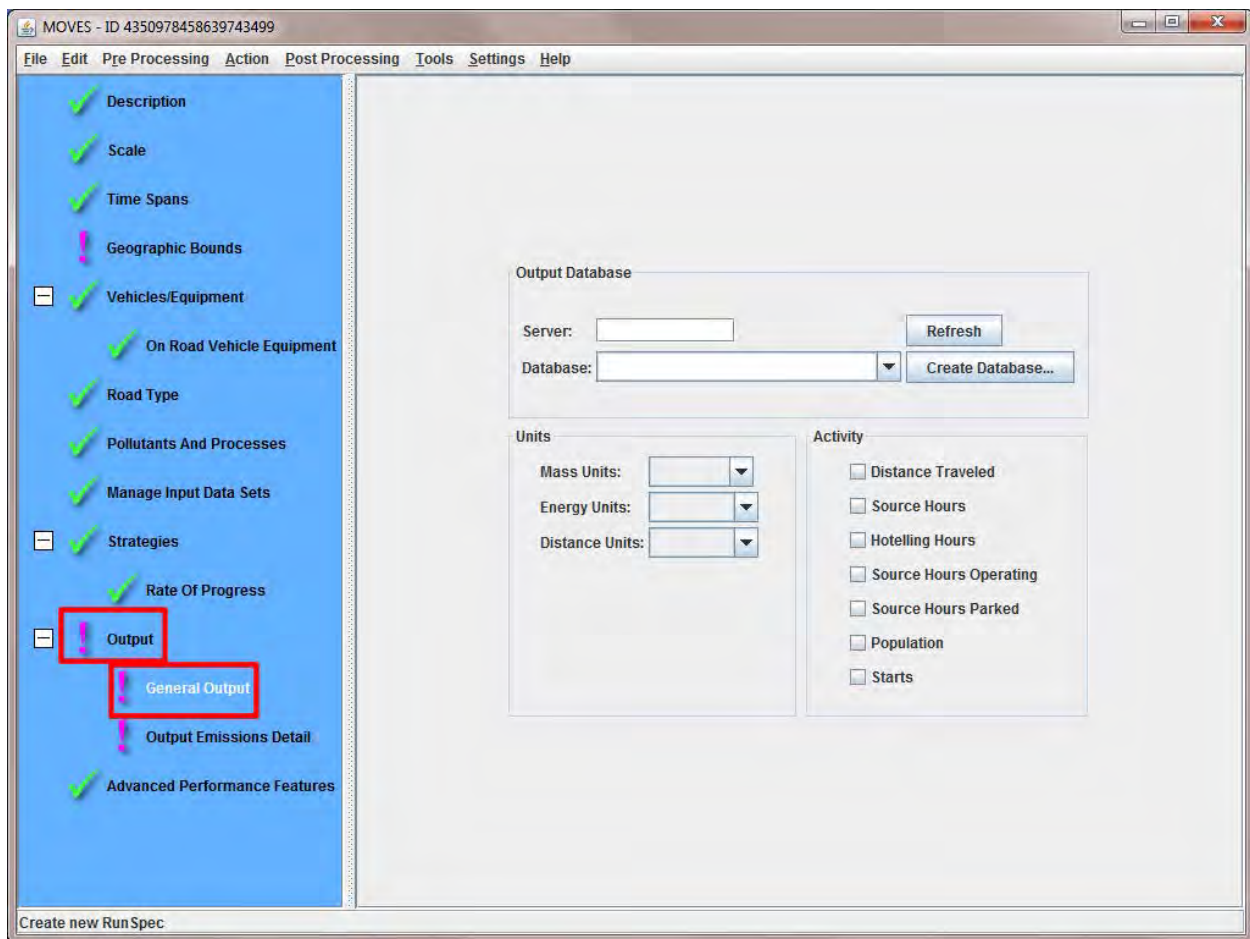 MOVES - ID 4350978458639743499
File Edit Pre Processing Action Post Processing Tools Settings Help
Description
Scale
Time Spans
Geographic Bounds
Vehicles/Equipment
On Road Vehicle Equipment
Road Type
Pollutants And Processes
Manage Input Data Sets
Strategies
Rate Of Progress
Output
General Output
Output Emissions Detail
Advanced Performance Features
Output Database
Server:
Refresh
Database:
Create Database...
Units
Mass Units:
Energy Units:
Distance Units:
Activity
Distance Traveled
Source Hours
Hotelling Hours
Source Hours Operating
Source Hours Parked
Population
Starts
Create new RunSpec